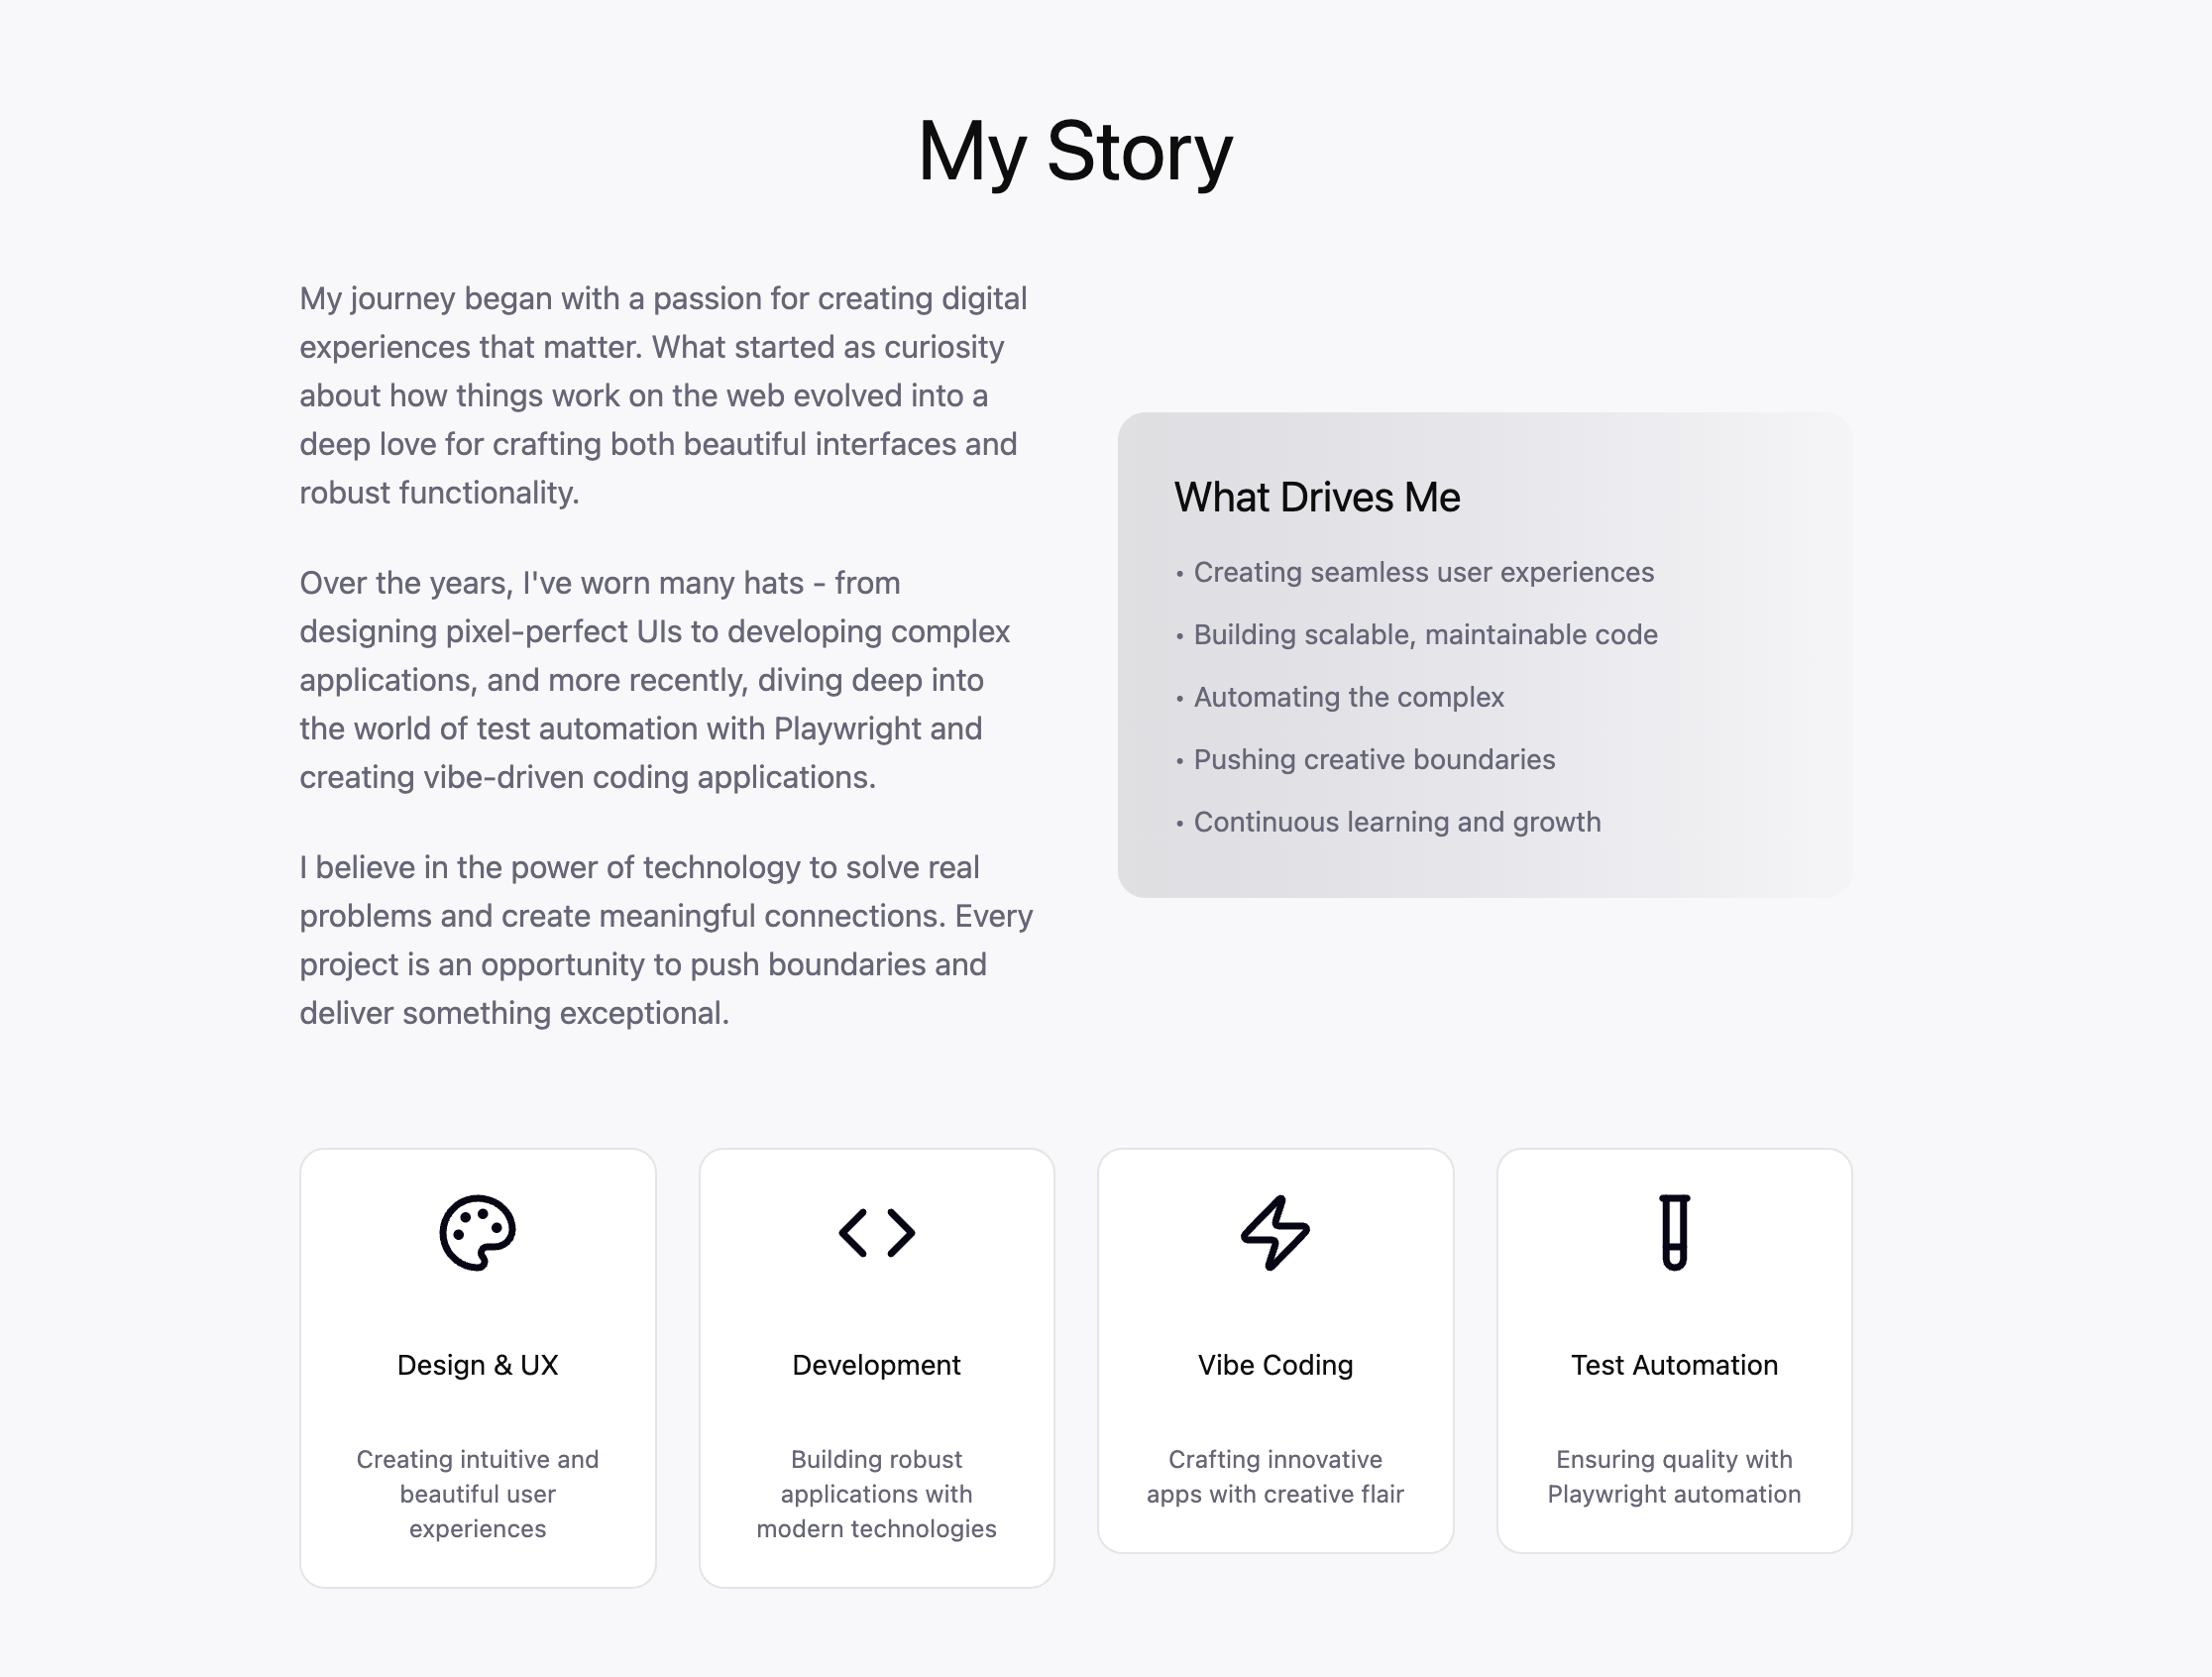 My Story
My journey began with a passion for creating digital
experiences that matter. What started as curiosity
about how things work on the web evolved into a
deep love for crafting both beautiful interfaces and
robust functionality.
Over the years, I've worn many hats - from
designing pixel-perfect UIs to developing complex
applications, and more recently, diving deep into
the world of test automation with Playwright and
creating vibe-driven coding applications.
I believe in the power of technology to solve real
problems and create meaningful connections. Every
project is an opportunity to push boundaries and
deliver something exceptional.
What Drives Me
• Creating seamless user experiences
• Building scalable, maintainable code
• Automating the complex
• Pushing creative boundaries
• Continuous learning and growth
Design & UX
Creating intuitive and
beautiful user
experiences
Development
Building robust
applications with
modern technologies
Vibe Coding
Crafting innovative
apps with creative flair
Test Automation
Ensuring quality with
Playwright automation